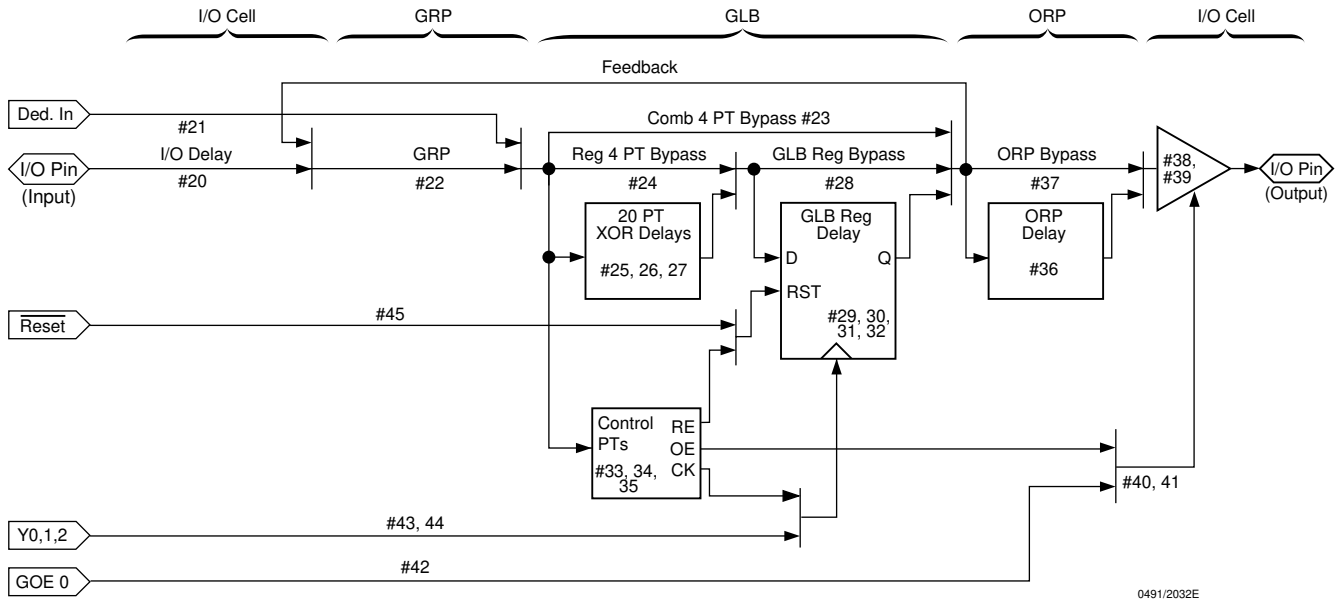 I/O Cell
GRP
GLB
ORP
I/O Cell
Feedback
Ded. In
#21
Comb 4 PT Bypass #23
I/O Pin
(Input)
I/O Delay
#20
GRP
#22
Reg 4 PT Bypass
#24
GLB Reg Bypass
#28
ORP Bypass
#37
#38,
#39
I/O Pin
(Output)
20 PT
XOR Delays
#25, 26, 27
GLB Reg
Delay
D
Q
RST
#29, 30,
31, 32
ORP
Delay
#36
Reset
#45
Control
PTs
#33, 34,
35
RE
OE
CK
#40, 41
Y0,1,2
#43, 44
GOE 0
#42
0491/2032E